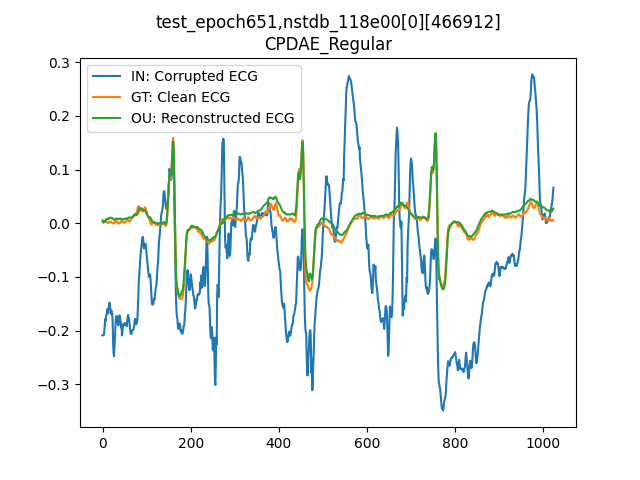 test_epoch651,nstdb_118e00[0][466912]
CPDAE_Regular
IN: Corrupted ECG
GT: Clean ECG
OU: Reconstructed ECG
0.3
0.2
0.1
0.0
−0.1
−0.2
−0.3
0 200 400 600 800 1000